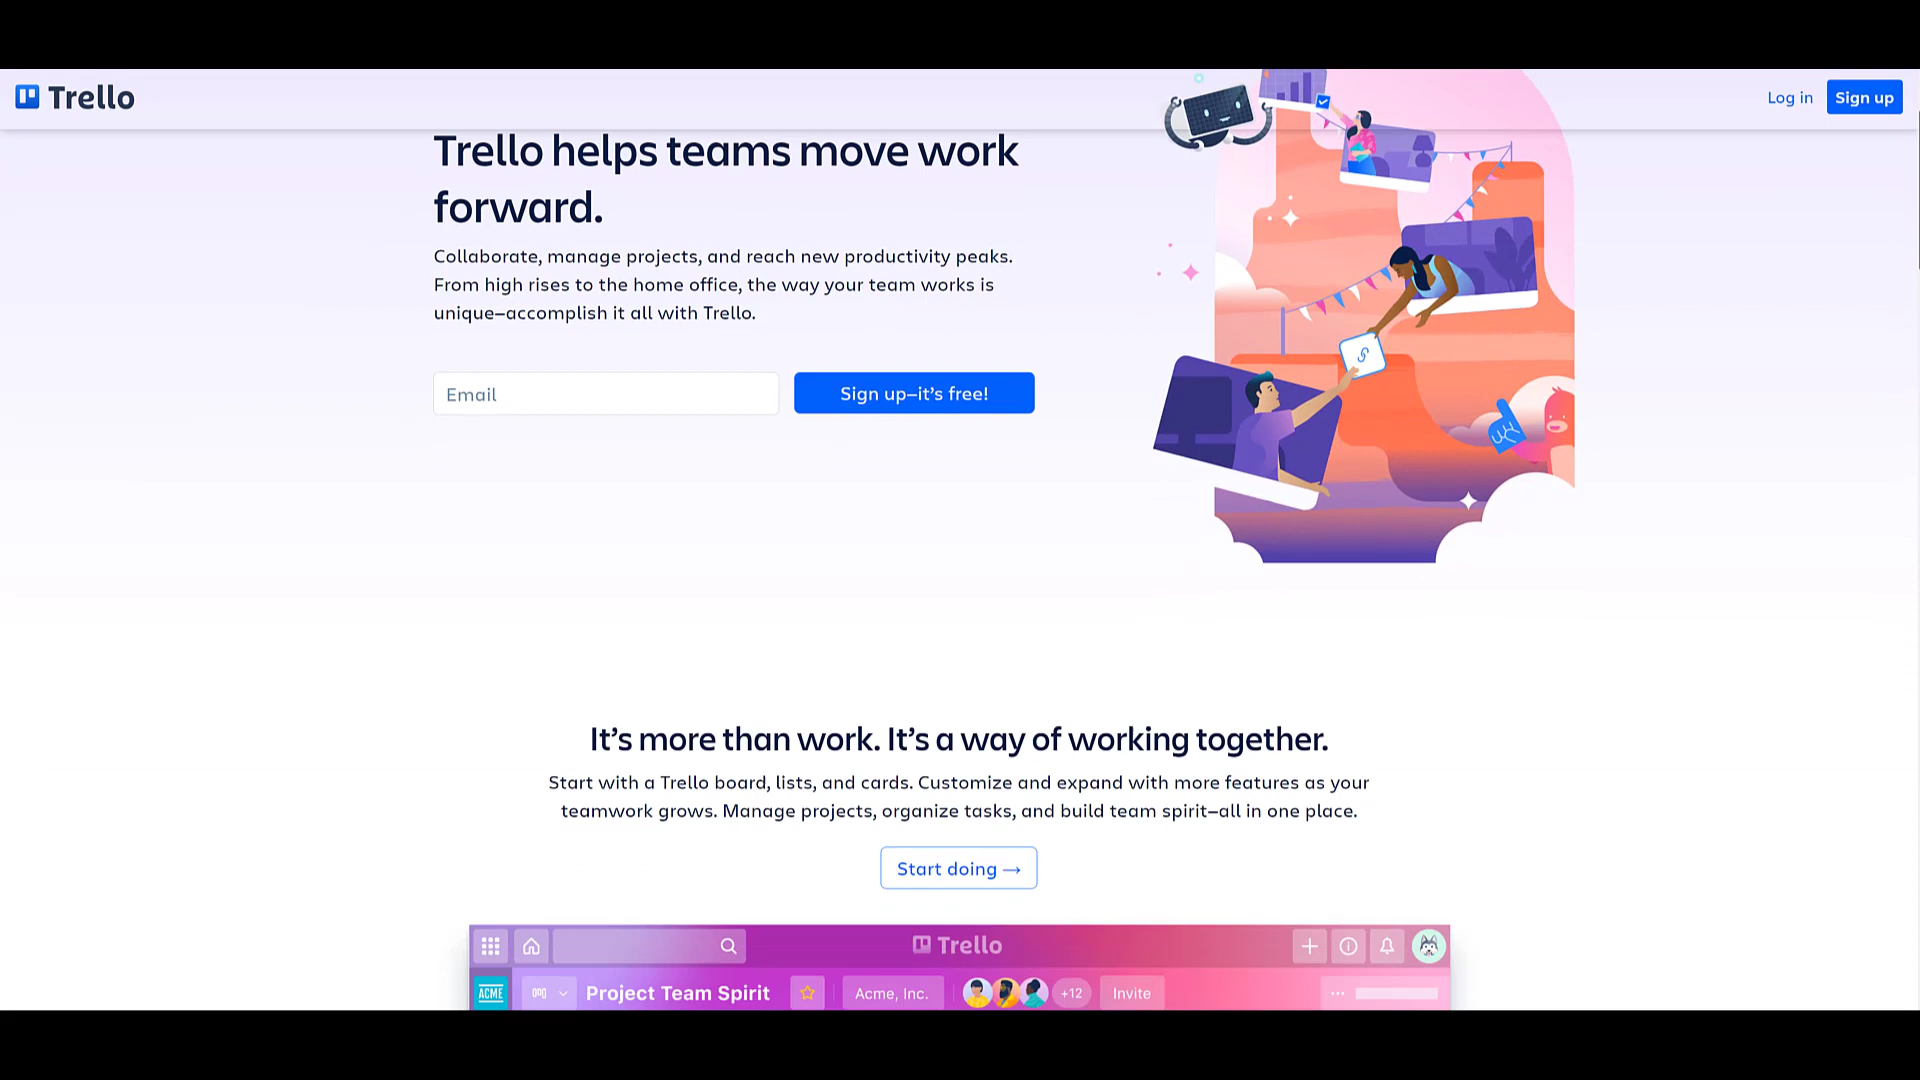 Trello
Log in
Sign up
Trello helps teams move work
forward.
Collaborate, manage projects, and reach new productivity peaks.
From high rises to the home office, the way your team works is
unique—accomplish it all with Trello.
Email
Sign up—it’s free!
It’s more than work. It’s a way of working together.
Start with a Trello board, lists, and cards. Customize and expand with more features as your
teamwork grows. Manage projects, organize tasks, and build team spirit—all in one place.
Start doing →
Trello
ACME
Project Team Spirit
Acme, Inc.
+12
Invite